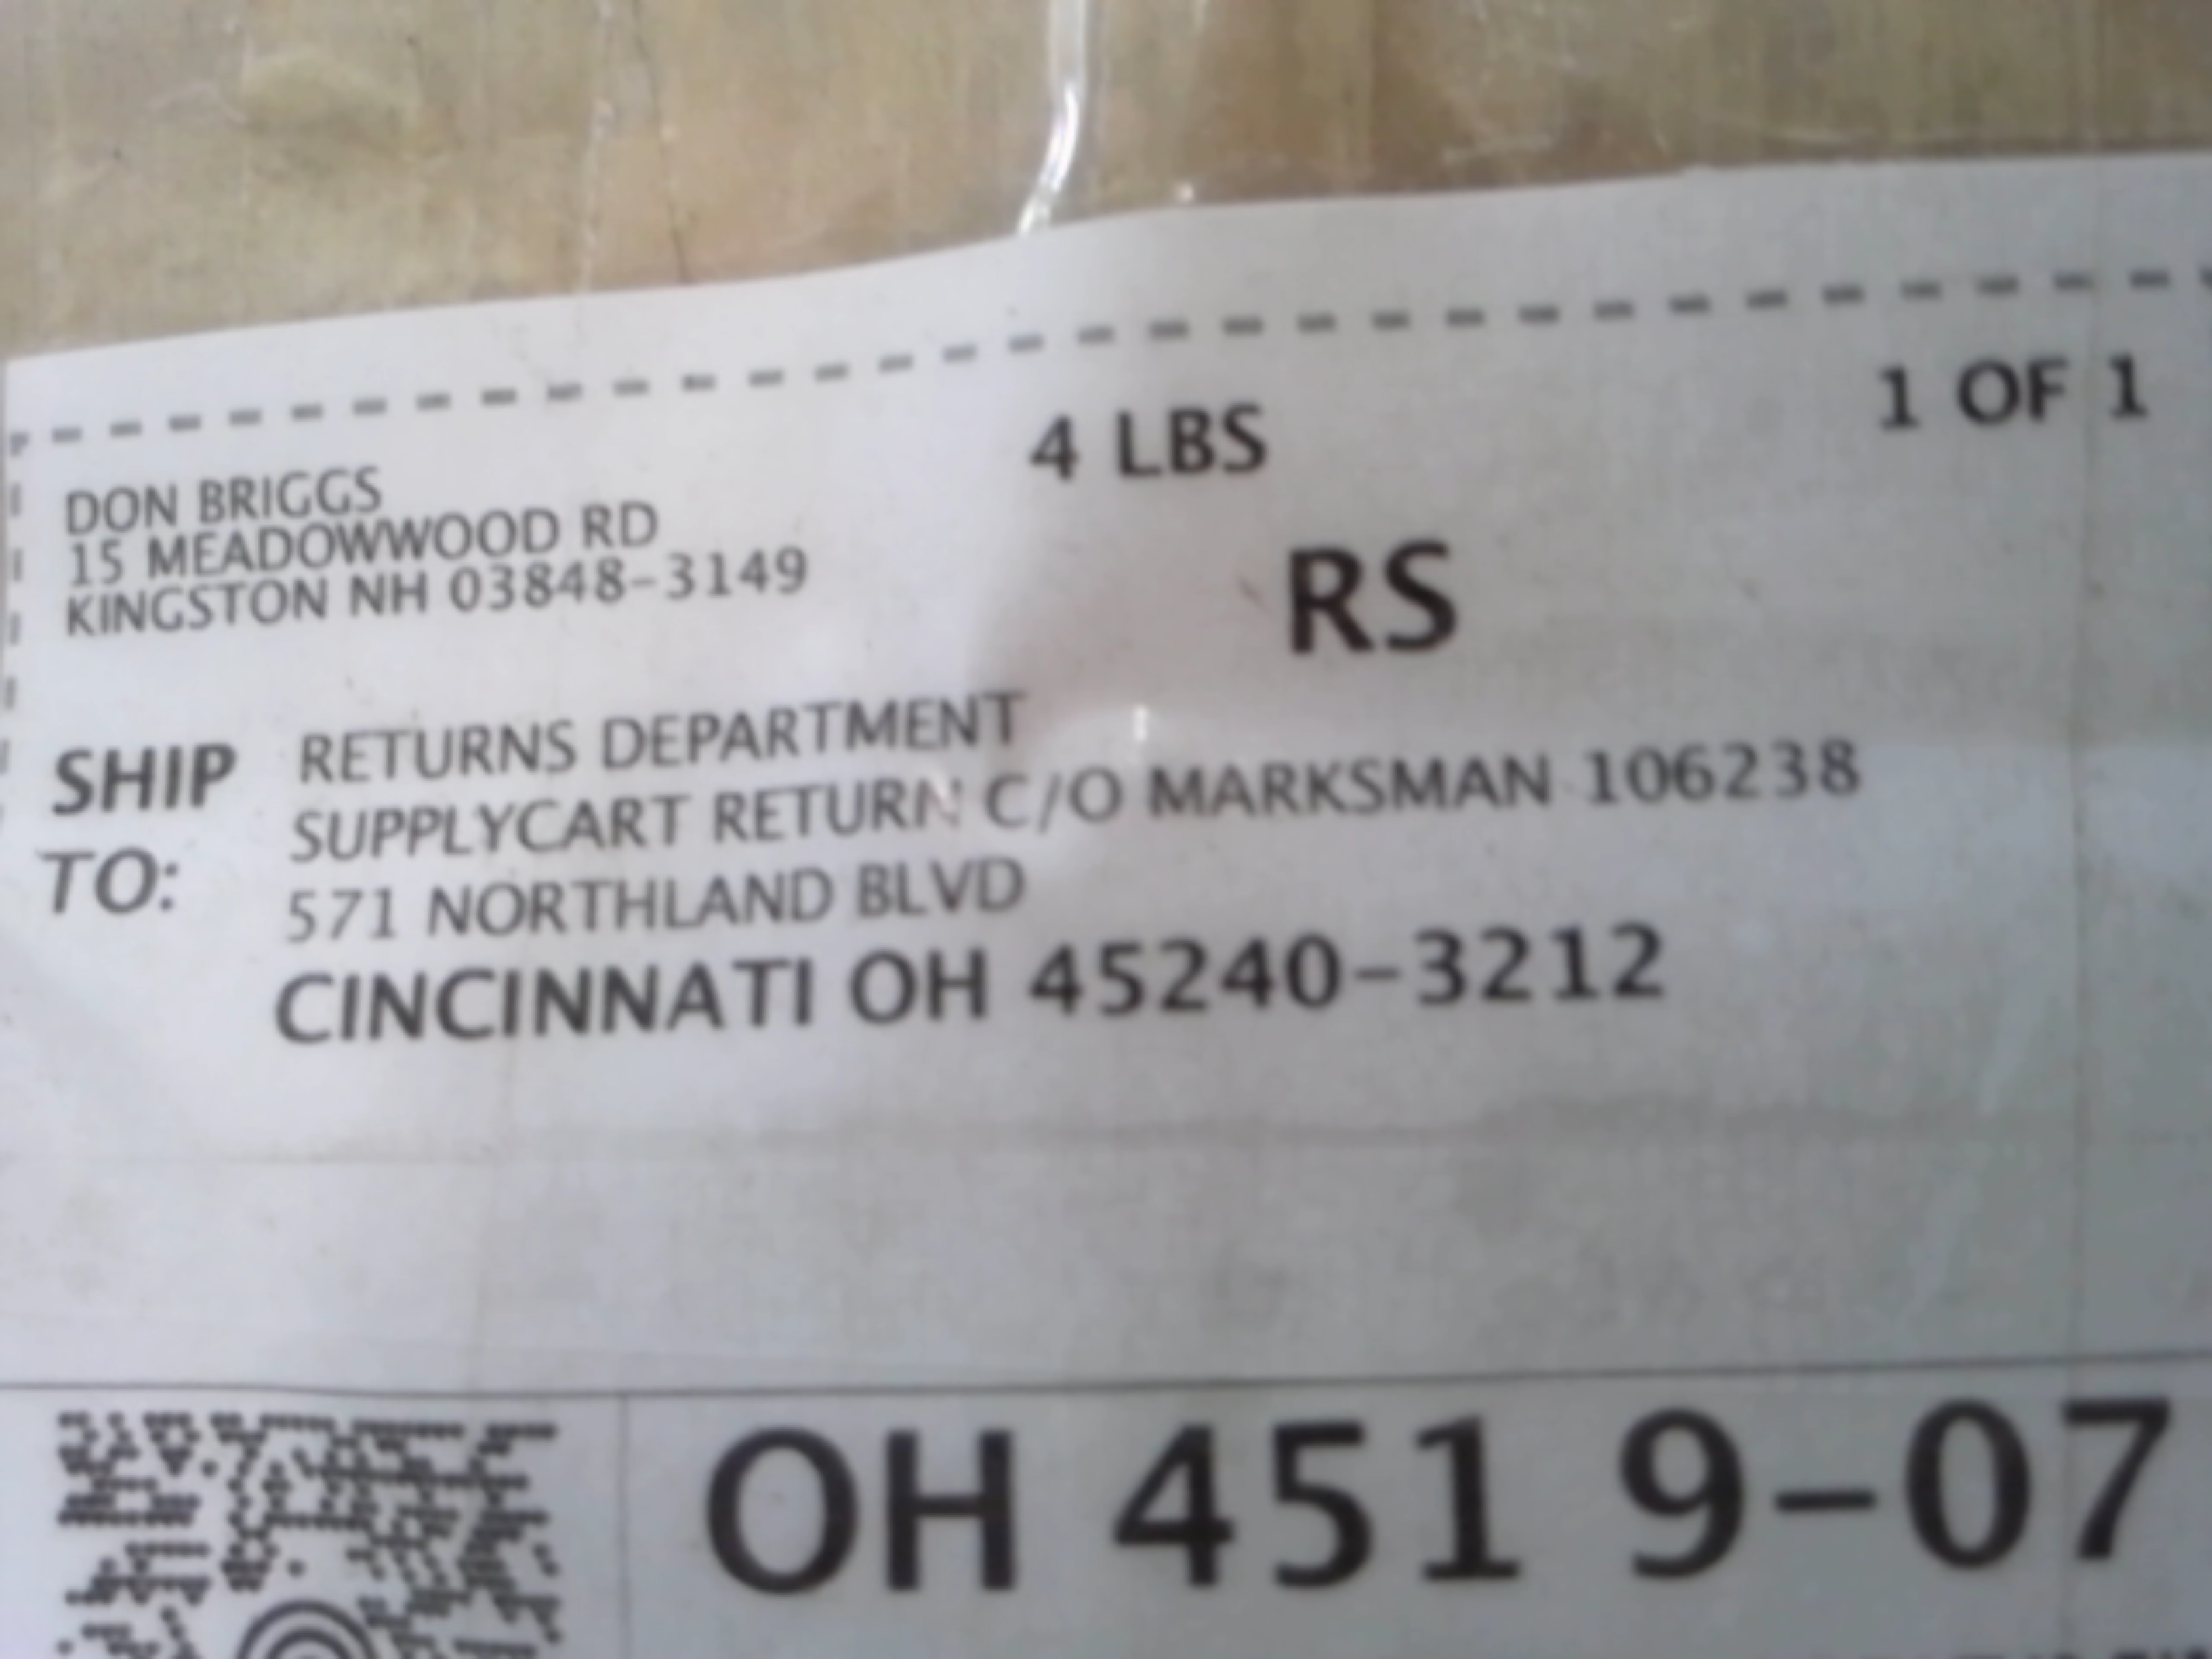 4 LBS
1 OF 1
DON BRIGGS
15 MEADOWWOOD RD
KINGSTON NH 03848-3149
RS
SHIP TO:
RETURNS DEPARTMENT
SUPPLYCART RETURN C/O MARKSMAN 106238
571 NORTHLAND BLVD
CINCINNATI OH 45240-3212
OH 451 9-07